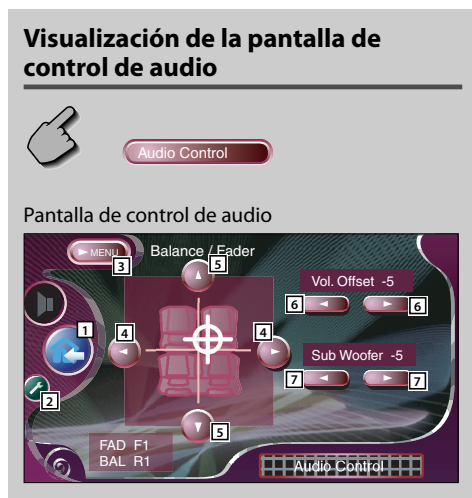 Visualización de la pantalla de
control de audio
Audio Control
Pantalla de control de audio
MENU
3
Balance / Fader
5
Vol. Offset -5
6
6
1
4
4
Sub Woofer -5
7
7
2
5
FAD F1
BAL R1
Audio Control